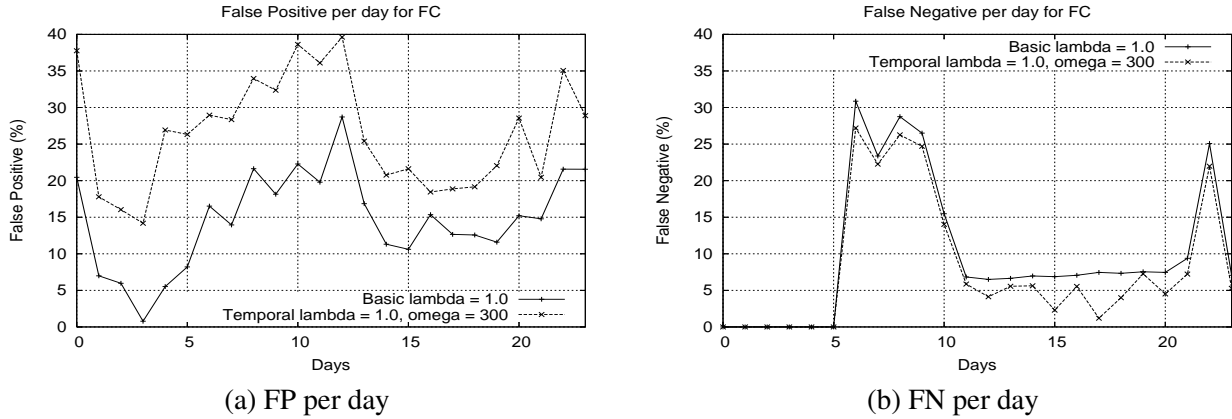 False Positive per day for FC
40
35
30
25
20
15
10
5
0
False Positive (%)
Basic lambda = 1.0
Temporal lambda = 1.0, omega = 300
0 5 10 15 20
Days
(a) FP per day
False Negative per day for FC
40
35
30
25
20
15
10
5
0
False Negative (%)
Basic lambda = 1.0
Temporal lambda = 1.0, omega = 300
0 5 10 15 20
Days
(b) FN per day